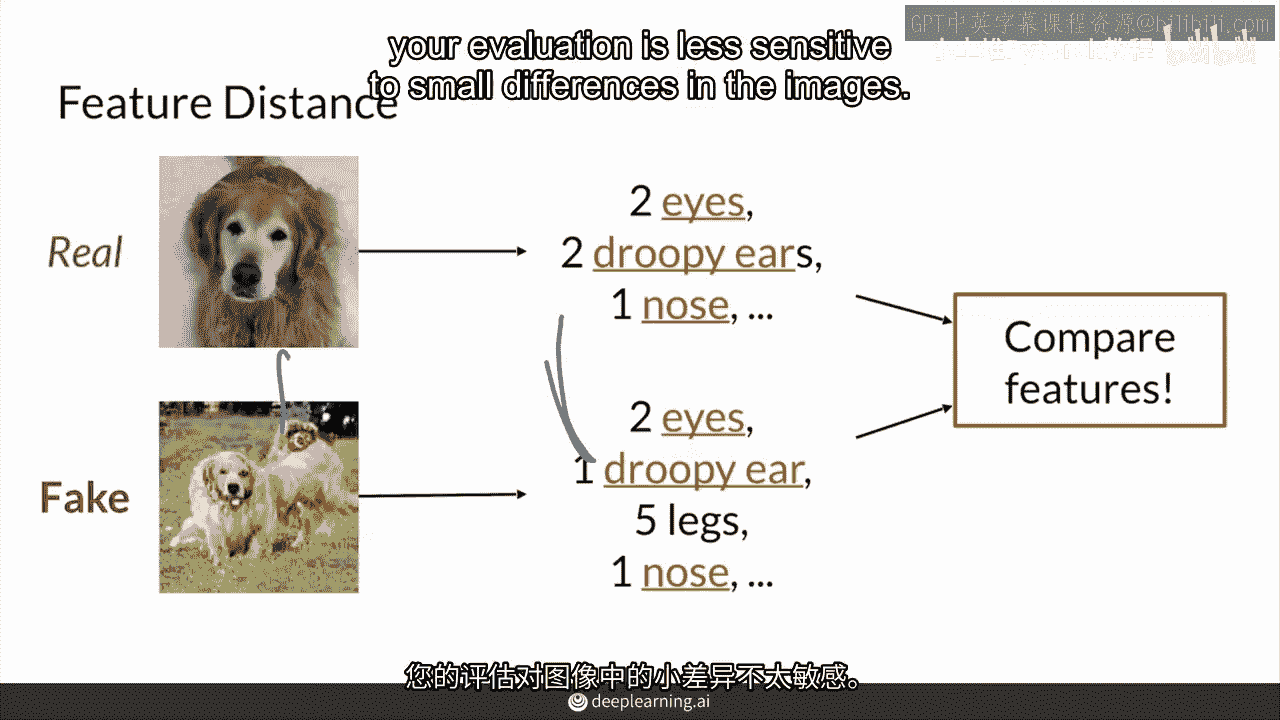 GPT中英字幕课程资源@bilibili.com
your evaluation is less sensitive
to small differences in the images.
Feature Distance
Real
2 eyes,
2 droopy ears,
1 nose, ...
Compare
features!
Fake
2 eyes,
1 droopy ear,
5 legs,
1 nose, ...
您的评估对图像中的小差异不太敏感。
deeplearning.ai